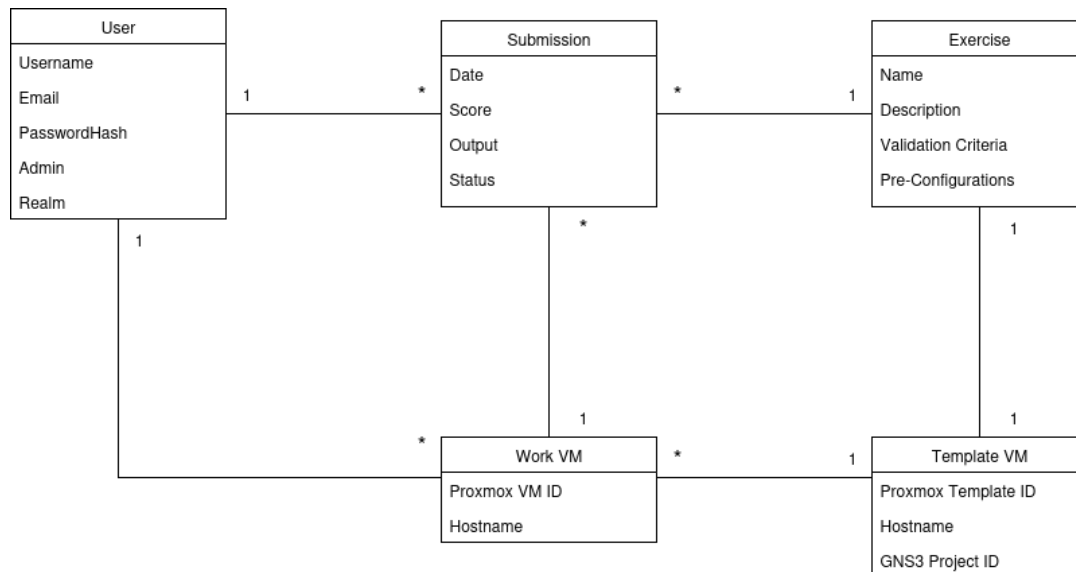 User
Username
Email
PasswordHash
Admin
Realm
1
*
Submission
Date
Score
Output
Status
*
1
Exercise
Name
Description
Validation Criteria
Pre-Configurations
1
*
1
*
1
1
Work VM
Proxmox VM ID
Hostname
*
1
Template VM
Proxmox Template ID
Hostname
GNS3 Project ID